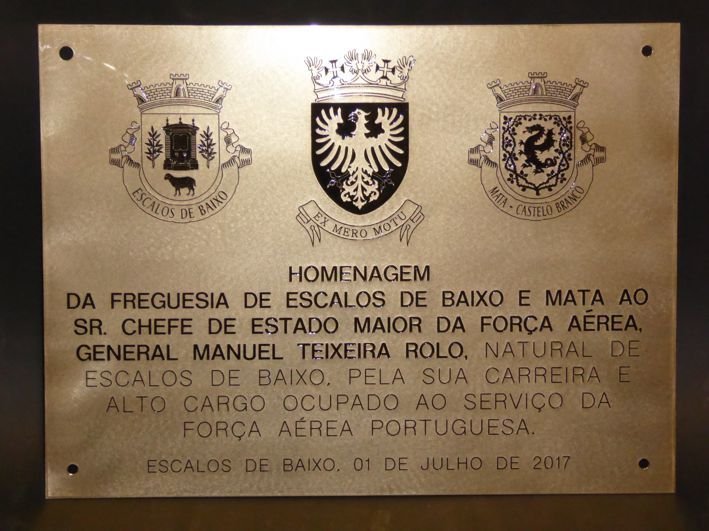 ESCALOS DE BAIXO
EX MERO MOTU
MATA - CASTELO BRANCO
HOMENAGEM
DA FREGUESIA DE ESCALOS DE BAIXO E MATA AO
SR. CHEFE DE ESTADO MAIOR DA FORÇA AÉREA,
GENERAL MANUEL TEIXEIRA ROLO, NATURAL DE
ESCALOS DE BAIXO, PELA SUA CARREIRA E
ALTO CARGO OCUPADO AO SERVIÇO DA
FORÇA AÉREA PORTUGUESA.
ESCALOS DE BAIXO, 01 DE JULHO DE 2017